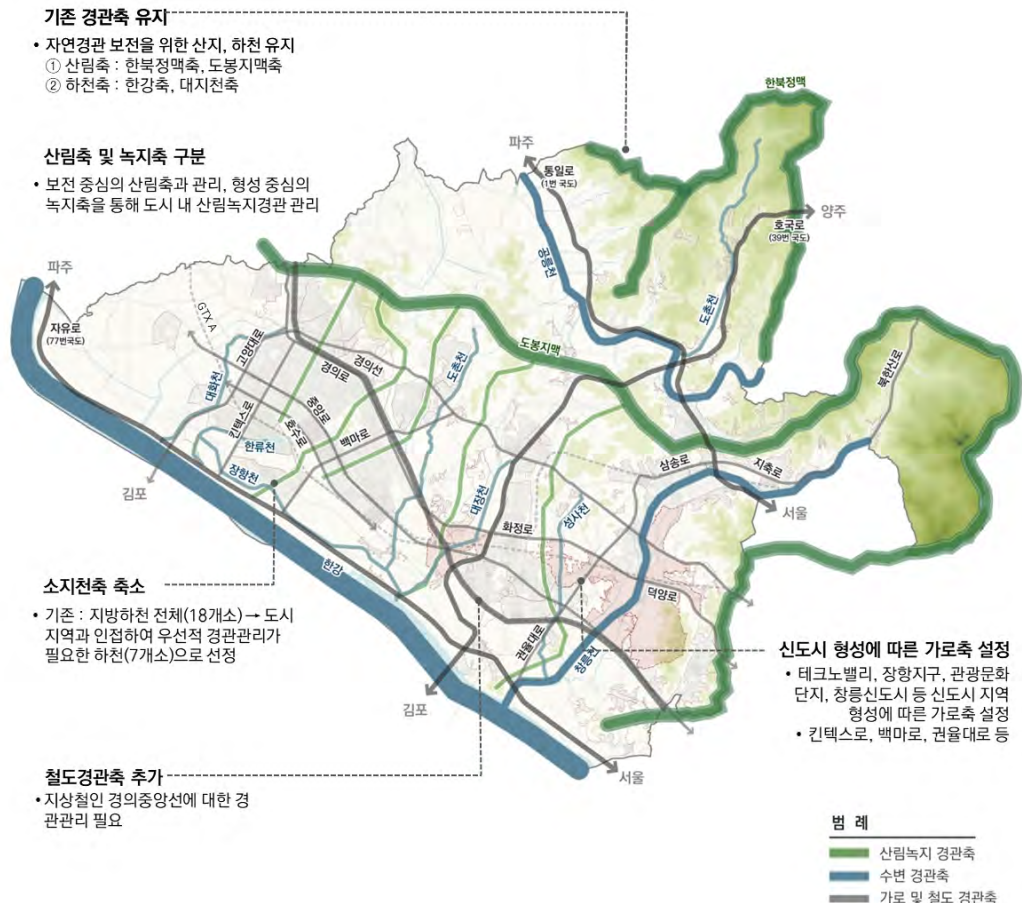 기존 경관축 유지
• 자연경관 보전을 위한 산지, 하천 유지
① 산림축 : 한북정맥축, 도봉지맥축
② 하천축 : 한강축, 대지천축
산림축 및 녹지축 구분
• 보전 중심의 산림축과 관리, 형성 중심의
녹지축을 통해 도시 내 산림녹지경관 관리
한북정맥
파주
통일로
(1번 국도)
양주
호국로
(39번 국도)
공릉천
도촌천
파주
자유로
(77번국도)
GTX A
고양대로
대화천
경의로
경의선
도봉지맥
도촌천
북한산로
킨텍스로
중앙로
호수로
백마로
한류천
장항천
김포
대장천
성사천
삼송로
지축로
서울
화정로
한강
덕양로
권율대로
창릉천
김포
서울
소지천축 축소
• 기존 : 지방하천 전체(18개소) → 도시
지역과 인접하여 우선적 경관관리가
필요한 하천(7개소)으로 선정
신도시 형성에 따른 가로축 설정
• 테크노밸리, 장항지구, 관광문화
단지, 창릉신도시 등 신도시 지역
형성에 따른 가로축 설정
• 킨텍스로, 백마로, 권율대로 등
철도경관축 추가
• 지상철인 경의중앙선에 대한 경
관관리 필요
범 례
산림녹지 경관축
수변 경관축
가로 및 철도 경관축